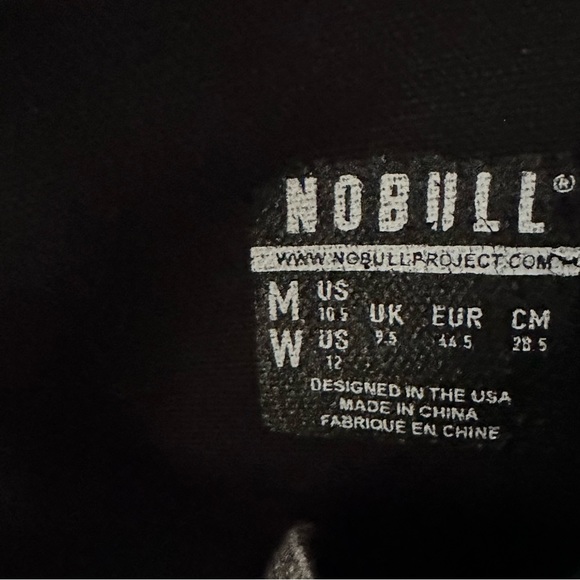 NOBULL®
WWW.NOBULLPROJECT.COM
M US 10.5 UK 9.5 EUR 44.5 CM 28.5
W US 12
DESIGNED IN THE USA
MADE IN CHINA
FABRIQUÉ EN CHINE